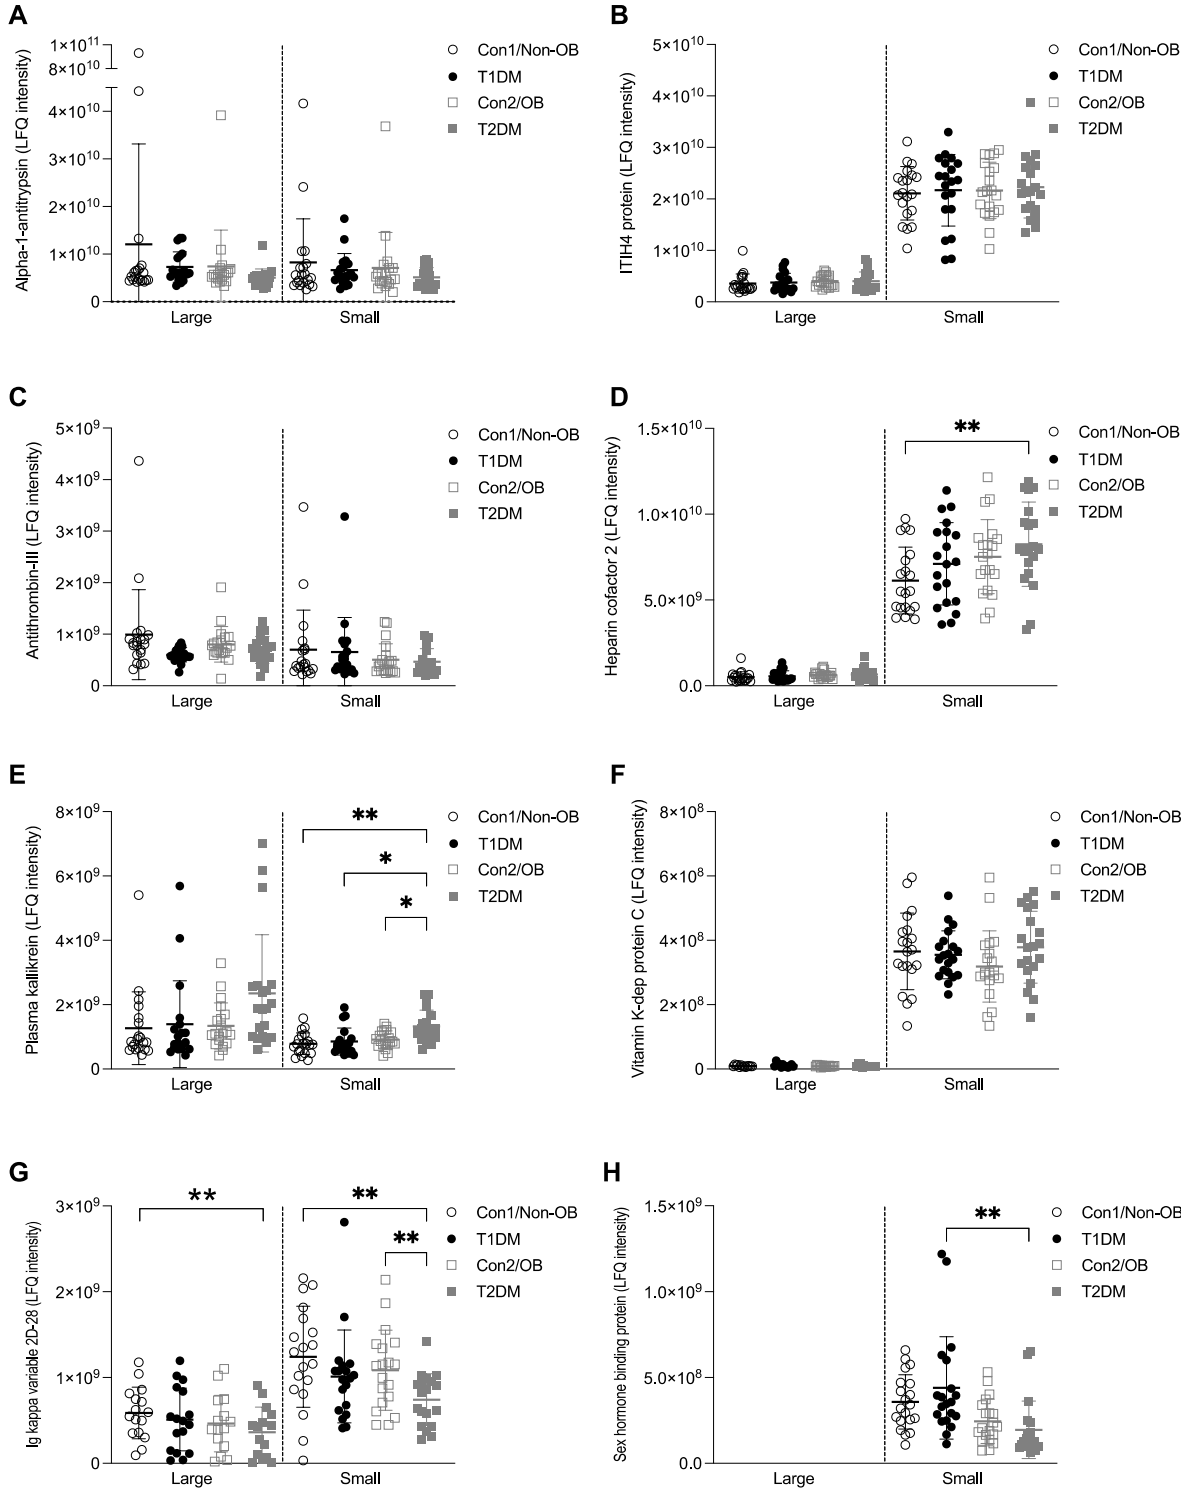 A
Alpha-1-antitrypsin (LFQ intensity)
1×10¹¹
8×10¹⁰
4×10¹⁰
3×10¹⁰
2×10¹⁰
1×10¹⁰
0
Large
Small
Con1/Non-OB
T1DM
Con2/OB
T2DM
B
ITIH4 protein (LFQ intensity)
5×10¹⁰
4×10¹⁰
3×10¹⁰
2×10¹⁰
1×10¹⁰
0
Large
Small
Con1/Non-OB
T1DM
Con2/OB
T2DM
C
Antithrombin-III (LFQ intensity)
5×10⁹
4×10⁹
3×10⁹
2×10⁹
1×10⁹
0
Large
Small
Con1/Non-OB
T1DM
Con2/OB
T2DM
D
Heparin cofactor 2 (LFQ intensity)
1.5×10¹⁰
1.0×10¹⁰
5.0×10⁹
0.0
**
Large
Small
Con1/Non-OB
T1DM
Con2/OB
T2DM
E
Plasma kallikrein (LFQ intensity)
8×10⁹
6×10⁹
4×10⁹
2×10⁹
0
**
*
*
Large
Small
Con1/Non-OB
T1DM
Con2/OB
T2DM
F
Vitamin K-dep protein C (LFQ intensity)
8×10⁸
6×10⁸
4×10⁸
2×10⁸
0
Large
Small
Con1/Non-OB
T1DM
Con2/OB
T2DM
G
Ig kappa variable 2D-28 (LFQ intensity)
3×10⁹
2×10⁹
1×10⁹
0
**
**
**
Large
Small
Con1/Non-OB
T1DM
Con2/OB
T2DM
H
Sex hormone binding protein (LFQ intensity)
1.5×10⁹
1.0×10⁹
5.0×10⁸
0
**
Large
Small
Con1/Non-OB
T1DM
Con2/OB
T2DM